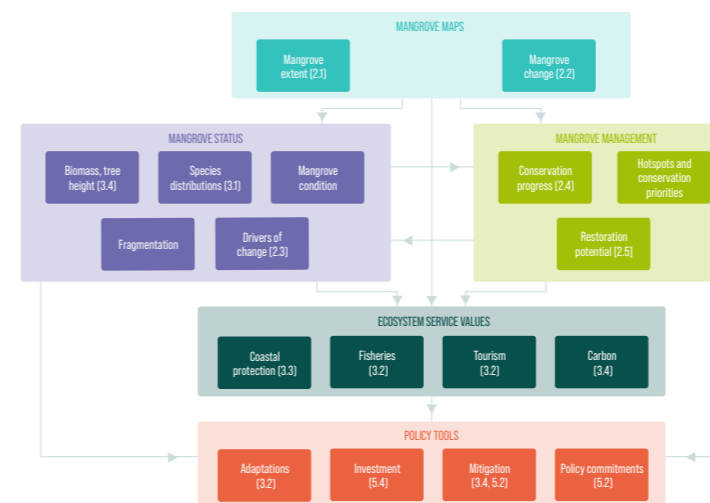 MANGROVE MAPS
Mangrove
extent (2.1)
Mangrove
change (2.2)
MANGROVE STATUS
Biomass, tree
height (3.4)
Species
distributions (3.1)
Mangrove
condition
Fragmentation
Drivers of
change (2.3)
MANGROVE MANAGEMENT
Conservation
progress (2.4)
Hotspots and
conservation
priorities
Restoration
potential (2.5)
ECOSYSTEM SERVICE VALUES
Coastal
protection (3.3)
Fisheries
(3.2)
Tourism
(3.2)
Carbon
(3.4)
POLICY TOOLS
Adaptations
(3.2)
Investment
(5.4)
Mitigation
(3.4, 5.2)
Policy commitments
(5.2)